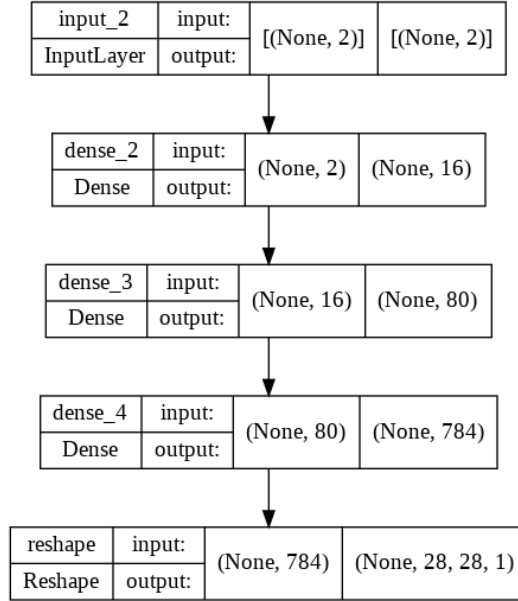 input_2 input: [(None, 2)] [(None, 2)]
InputLayer output:
dense_2 input: (None, 2) (None, 16)
Dense output:
dense_3 input: (None, 16) (None, 80)
Dense output:
dense_4 input: (None, 80) (None, 784)
Dense output:
reshape input: (None, 784) (None, 28, 28, 1)
Reshape output: